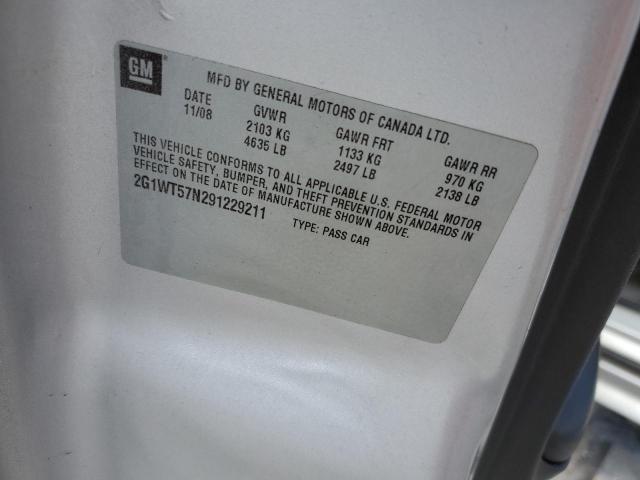 GM
MFD BY GENERAL MOTORS OF CANADA LTD.
DATE GVWR GAWR FRT GAWR RR
11/08 2103 KG 1133 KG 970 KG
4635 LB 2497 LB 2138 LB
THIS VEHICLE CONFORMS TO ALL APPLICABLE U.S. FEDERAL MOTOR
VEHICLE SAFETY, BUMPER, AND THEFT PREVENTION STANDARDS IN
EFFECT ON THE DATE OF MANUFACTURE SHOWN ABOVE.
2G1WT57N291229211 TYPE: PASS CAR